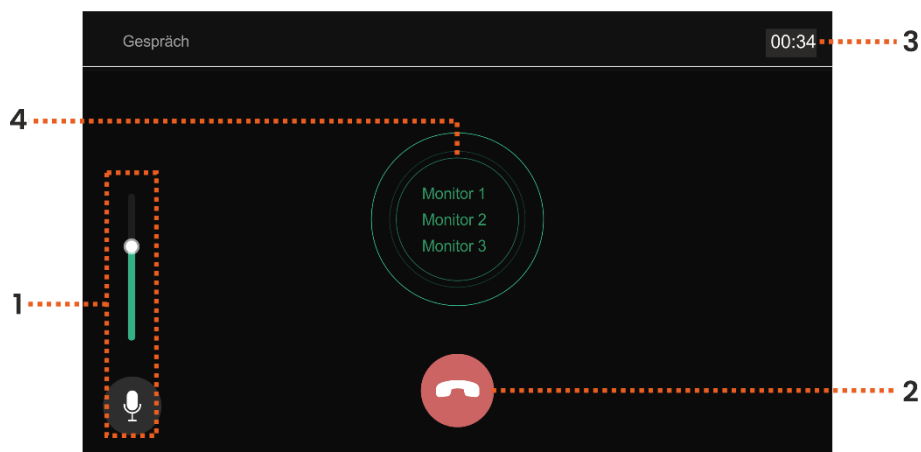 Gespräch
00:34
3
4
Monitor 1
Monitor 2
Monitor 3
1
2